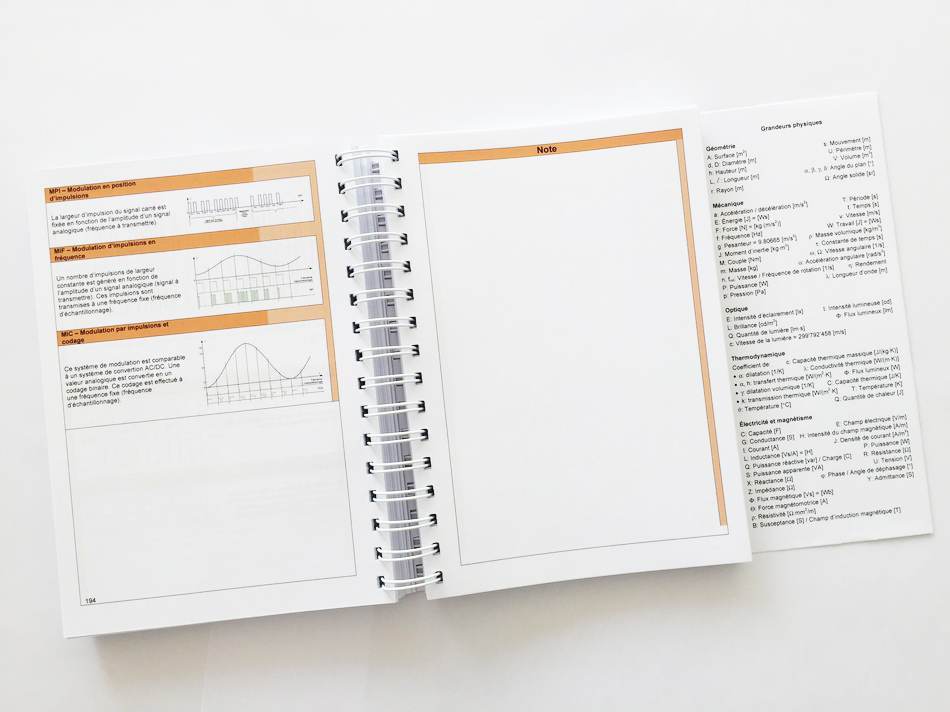 MPI – Modulation en position
d'impulsions
La largeur d'impulsion du signal carré est
fixée en fonction de l'amplitude d'un signal
analogique (fréquence à transmettre)
MIF – Modulation d'impulsions en
fréquence
Un nombre d'impulsions de largeur
constante est généré en fonction de
l'amplitude d'un signal analogique (signal à
transmettre). Ces impulsions sont
transmises à une fréquence fixe (fréquence
d'échantillonnage).
MIC – Modulation par impulsions et
codage
Ce système de modulation est comparable
à un système de convertion AC/DC. Une
valeur analogique est convertie en un
codage binaire. Ce codage est effectué à
une fréquence fixe (fréquence
d'échantillonnage).
194
Note
Grandeurs physiques
Géométrie
A: Surface [m²] s: Mouvement [m]
d, D: Diamètre [m] U: Périmètre [m]
h: Hauteur [m] V: Volume [m³]
L, ℓ: Longueur [m] α, β, γ, δ: Angle du plan [°]
r: Rayon [m] Ω: Angle solide [sr]
Mécanique
a: Accélération / décélération [m/s²] T: Période [s]
E: Énergie [J] = [Ws] t: Temps [s]
F: Force [N] = [kg·(m/s²)] v: Vitesse [m/s]
f: Fréquence [Hz] W: Travail [J] = [Ws]
g: Pesanteur = 9.80665 [m/s²] ρ: Masse volumique [kg/m³]
J: Moment d'inertie [kg·m²] τ: Constante de temps [s]
M: Couple [Nm] ω, Ω: Vitesse angulaire [1/s]
m: Masse [kg] α: Accélération angulaire [rad/s²]
Vitesse / Fréquence de rotation [1/s] η: Rendement
P: Puissance [W] λ: Longueur d'onde [m]
p: Pression [Pa]
Optique
E: Intensité d'éclairement [lx] I: Intensité lumineuse [cd]
L: Brillance [cd/m²] Φ: Flux lumineux [lm]
Q: Quantité de lumière [lm·s]
c: Vitesse de la lumière = 299'792'458 [m/s]
Thermodynamique
Coefficient de c: Capacité thermique massique [J/(kg·K)]
• α: dilatation [1/K] λ: Conductivité thermique [W/(m·K)]
• α, h: transfert thermique [W/(m²·K] Φ: Flux lumineux [W]
• γ: dilatation volumique [1/K] C: Capacité thermique [J/K]
• k: transmission thermique [W/(m²·K] T: Température [K]
ϑ: Température [°C] Q: Quantité de chaleur [J]
Électricité et magnétisme
C: Capacité [F] E: Champ électrique [V/m]
G: Conductance [S] H: Intensité du champ magnétique [A/m]
I: Courant [A] J: Densité de courant [A/m²]
L: Inductance [Vs/A] = [H] P: Puissance [W]
Q: Puissance réactive [var] / Charge [C] R: Résistance [Ω]
S: Puissance apparente [VA] U: Tension [V]
X: Réactance [Ω] φ: Phase / Angle de déphasage [°]
Z: Impédance [Ω] Y: Admittance [S]
Φ: Flux magnétique [Vs] = [Wb]
Θ: Force magnétomotrice [A]
ρ: Résistivité [Ω·mm²/m]
B: Susceptance [S] / Champ d'induction magnétique [T]